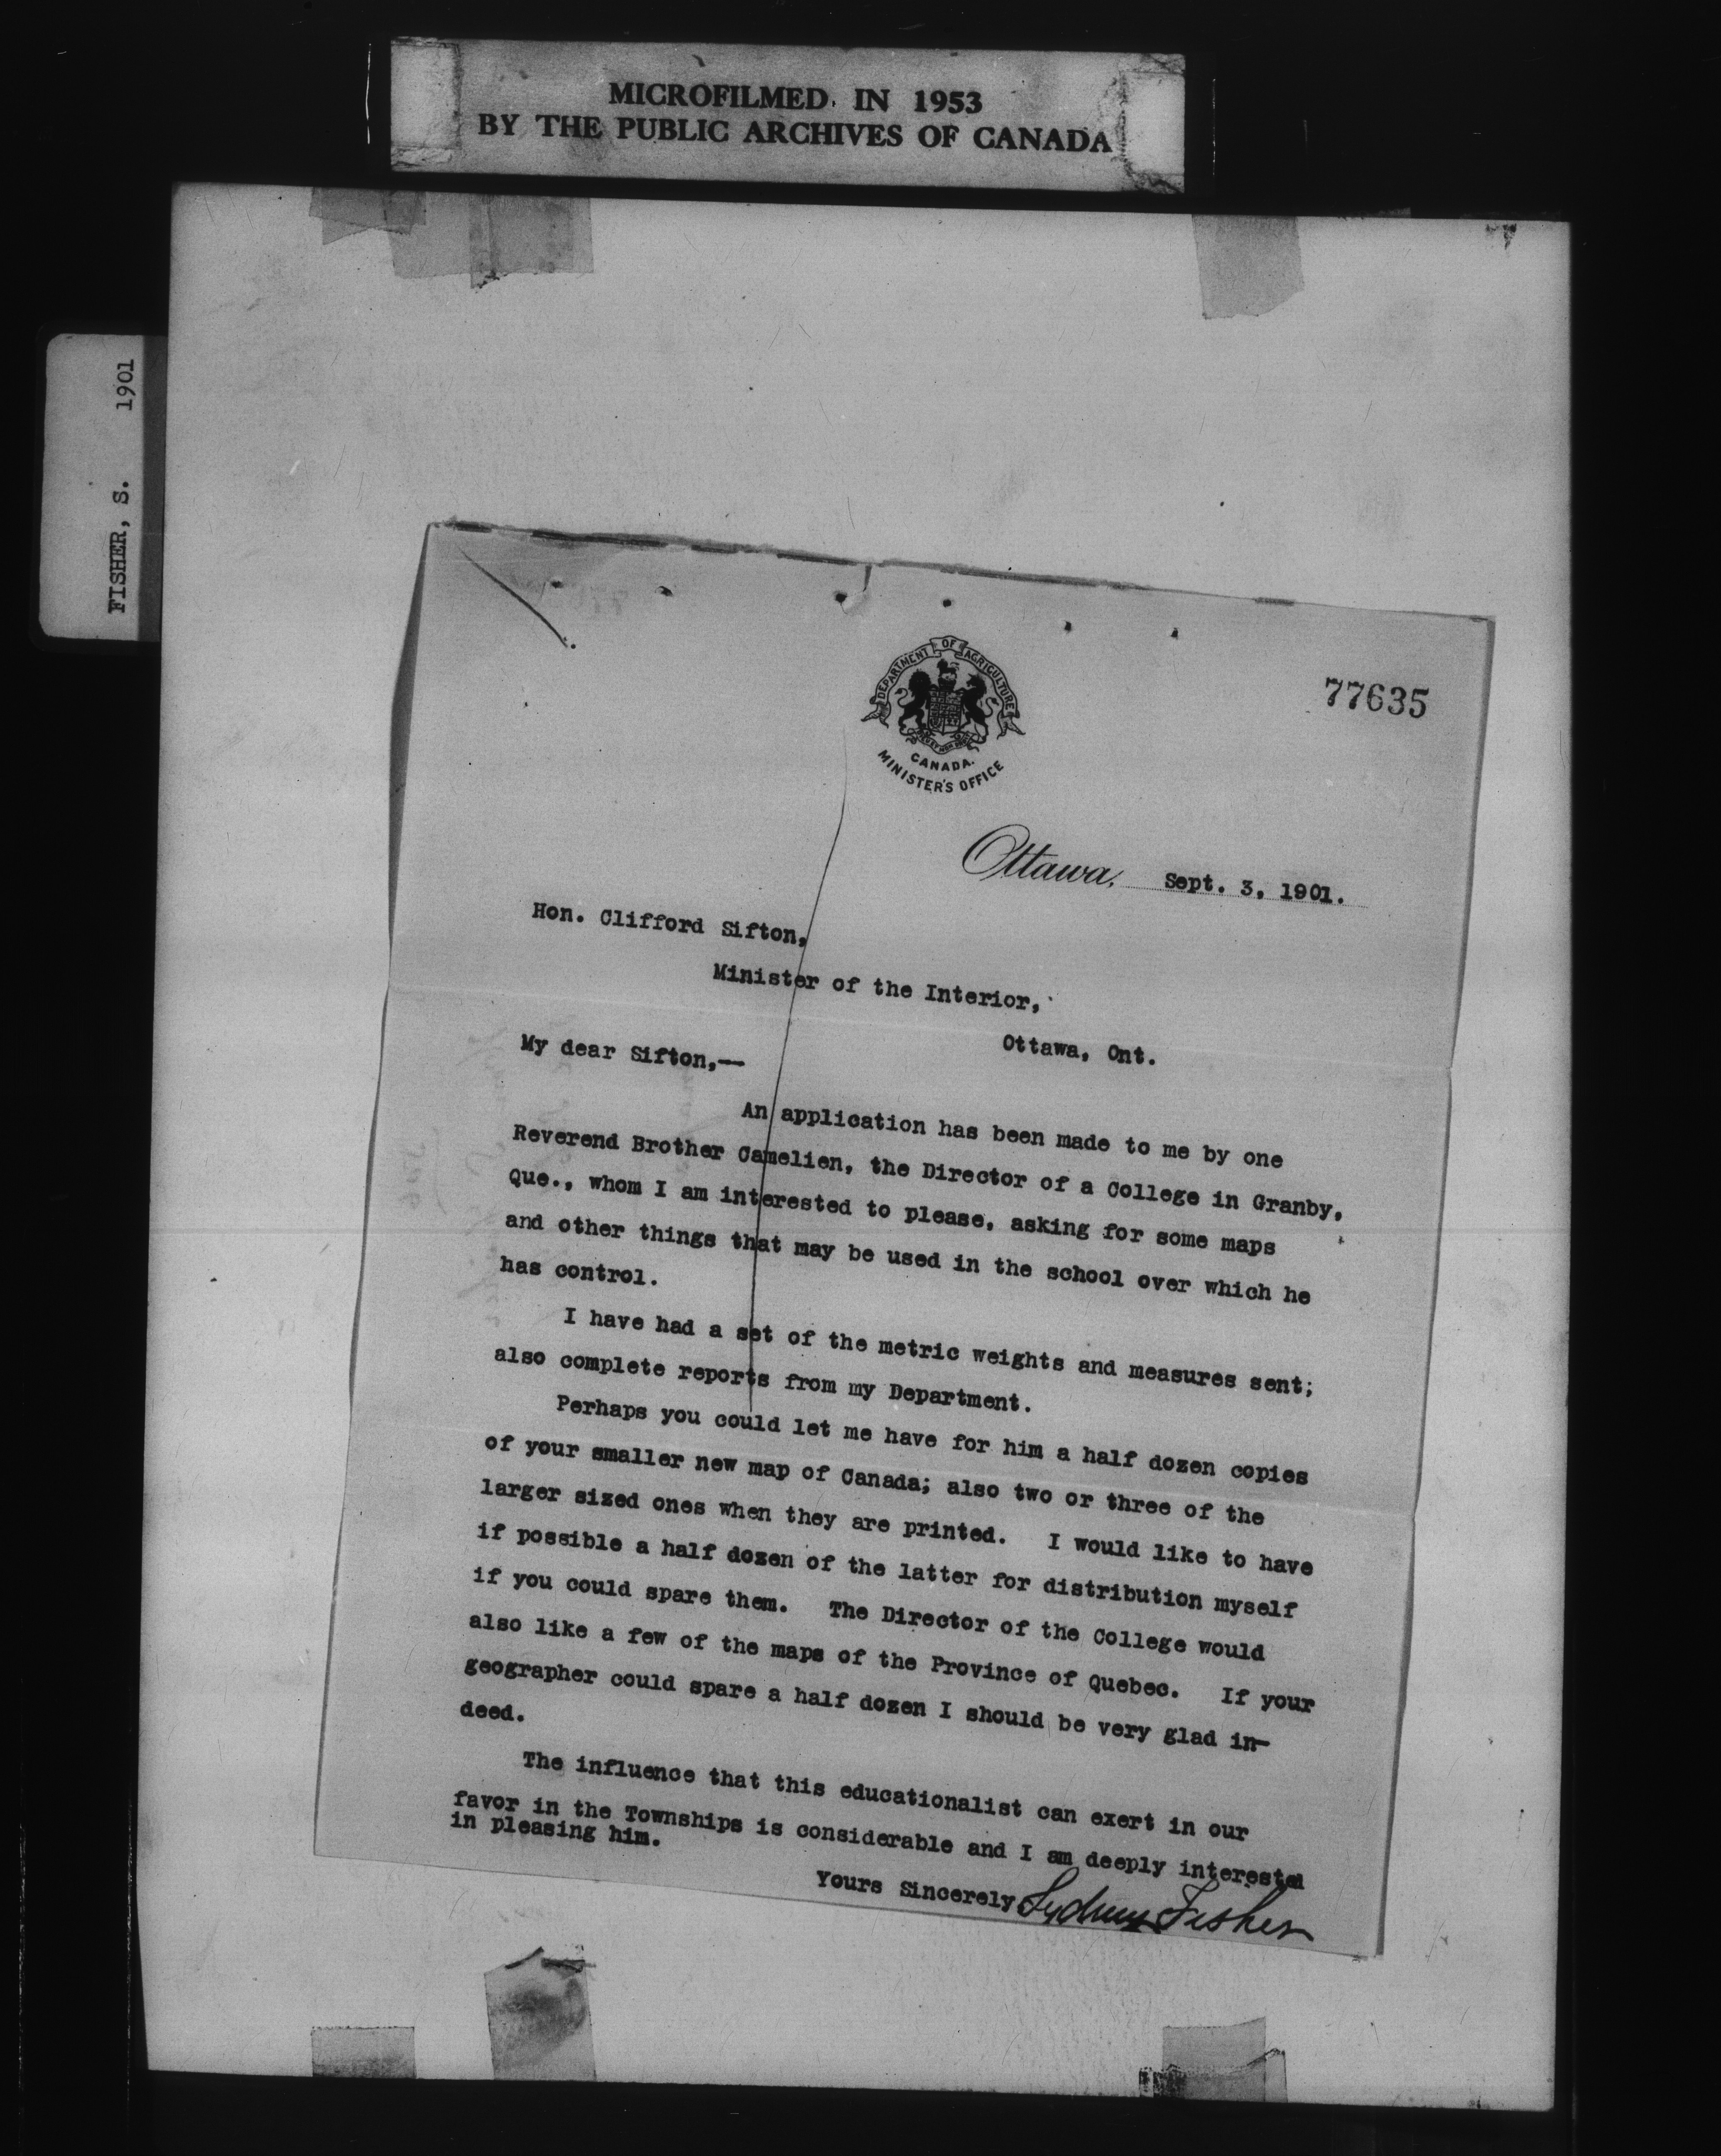 MICROFILMED IN 1953
BY THE PUBLIC ARCHIVES OF CANADA
FISHER, S. 1901
77635
DEPARTMENT OF AGRICULTURE
CANADA.
MINISTER'S OFFICE
Ottawa, Sept. 3, 1901.
Hon. Clifford Sifton,
Minister of the Interior,
Ottawa, Ont.
My dear Sifton,--
An application has been made to me by one
Reverend Brother Camelien, the Director of a College in Granby,
Que., whom I am interested to please, asking for some maps
and other things that may be used in the school over which he
has control.
I have had a set of the metric weights and measures sent;
also complete reports from my Department.
Perhaps you could let me have for him a half dozen copies
of your smaller new map of Canada; also two or three of the
larger sized ones when they are printed. I would like to have
if possible a half dozen of the latter for distribution myself
if you could spare them. The Director of the College would
also like a few of the maps of the Province of Quebec. If your
geographer could spare a half dozen I should be very glad in-
deed.
The influence that this educationalist can exert in our
favor in the Townships is considerable and I am deeply interested
in pleasing him.
Yours Sincerely Sydney Fisher